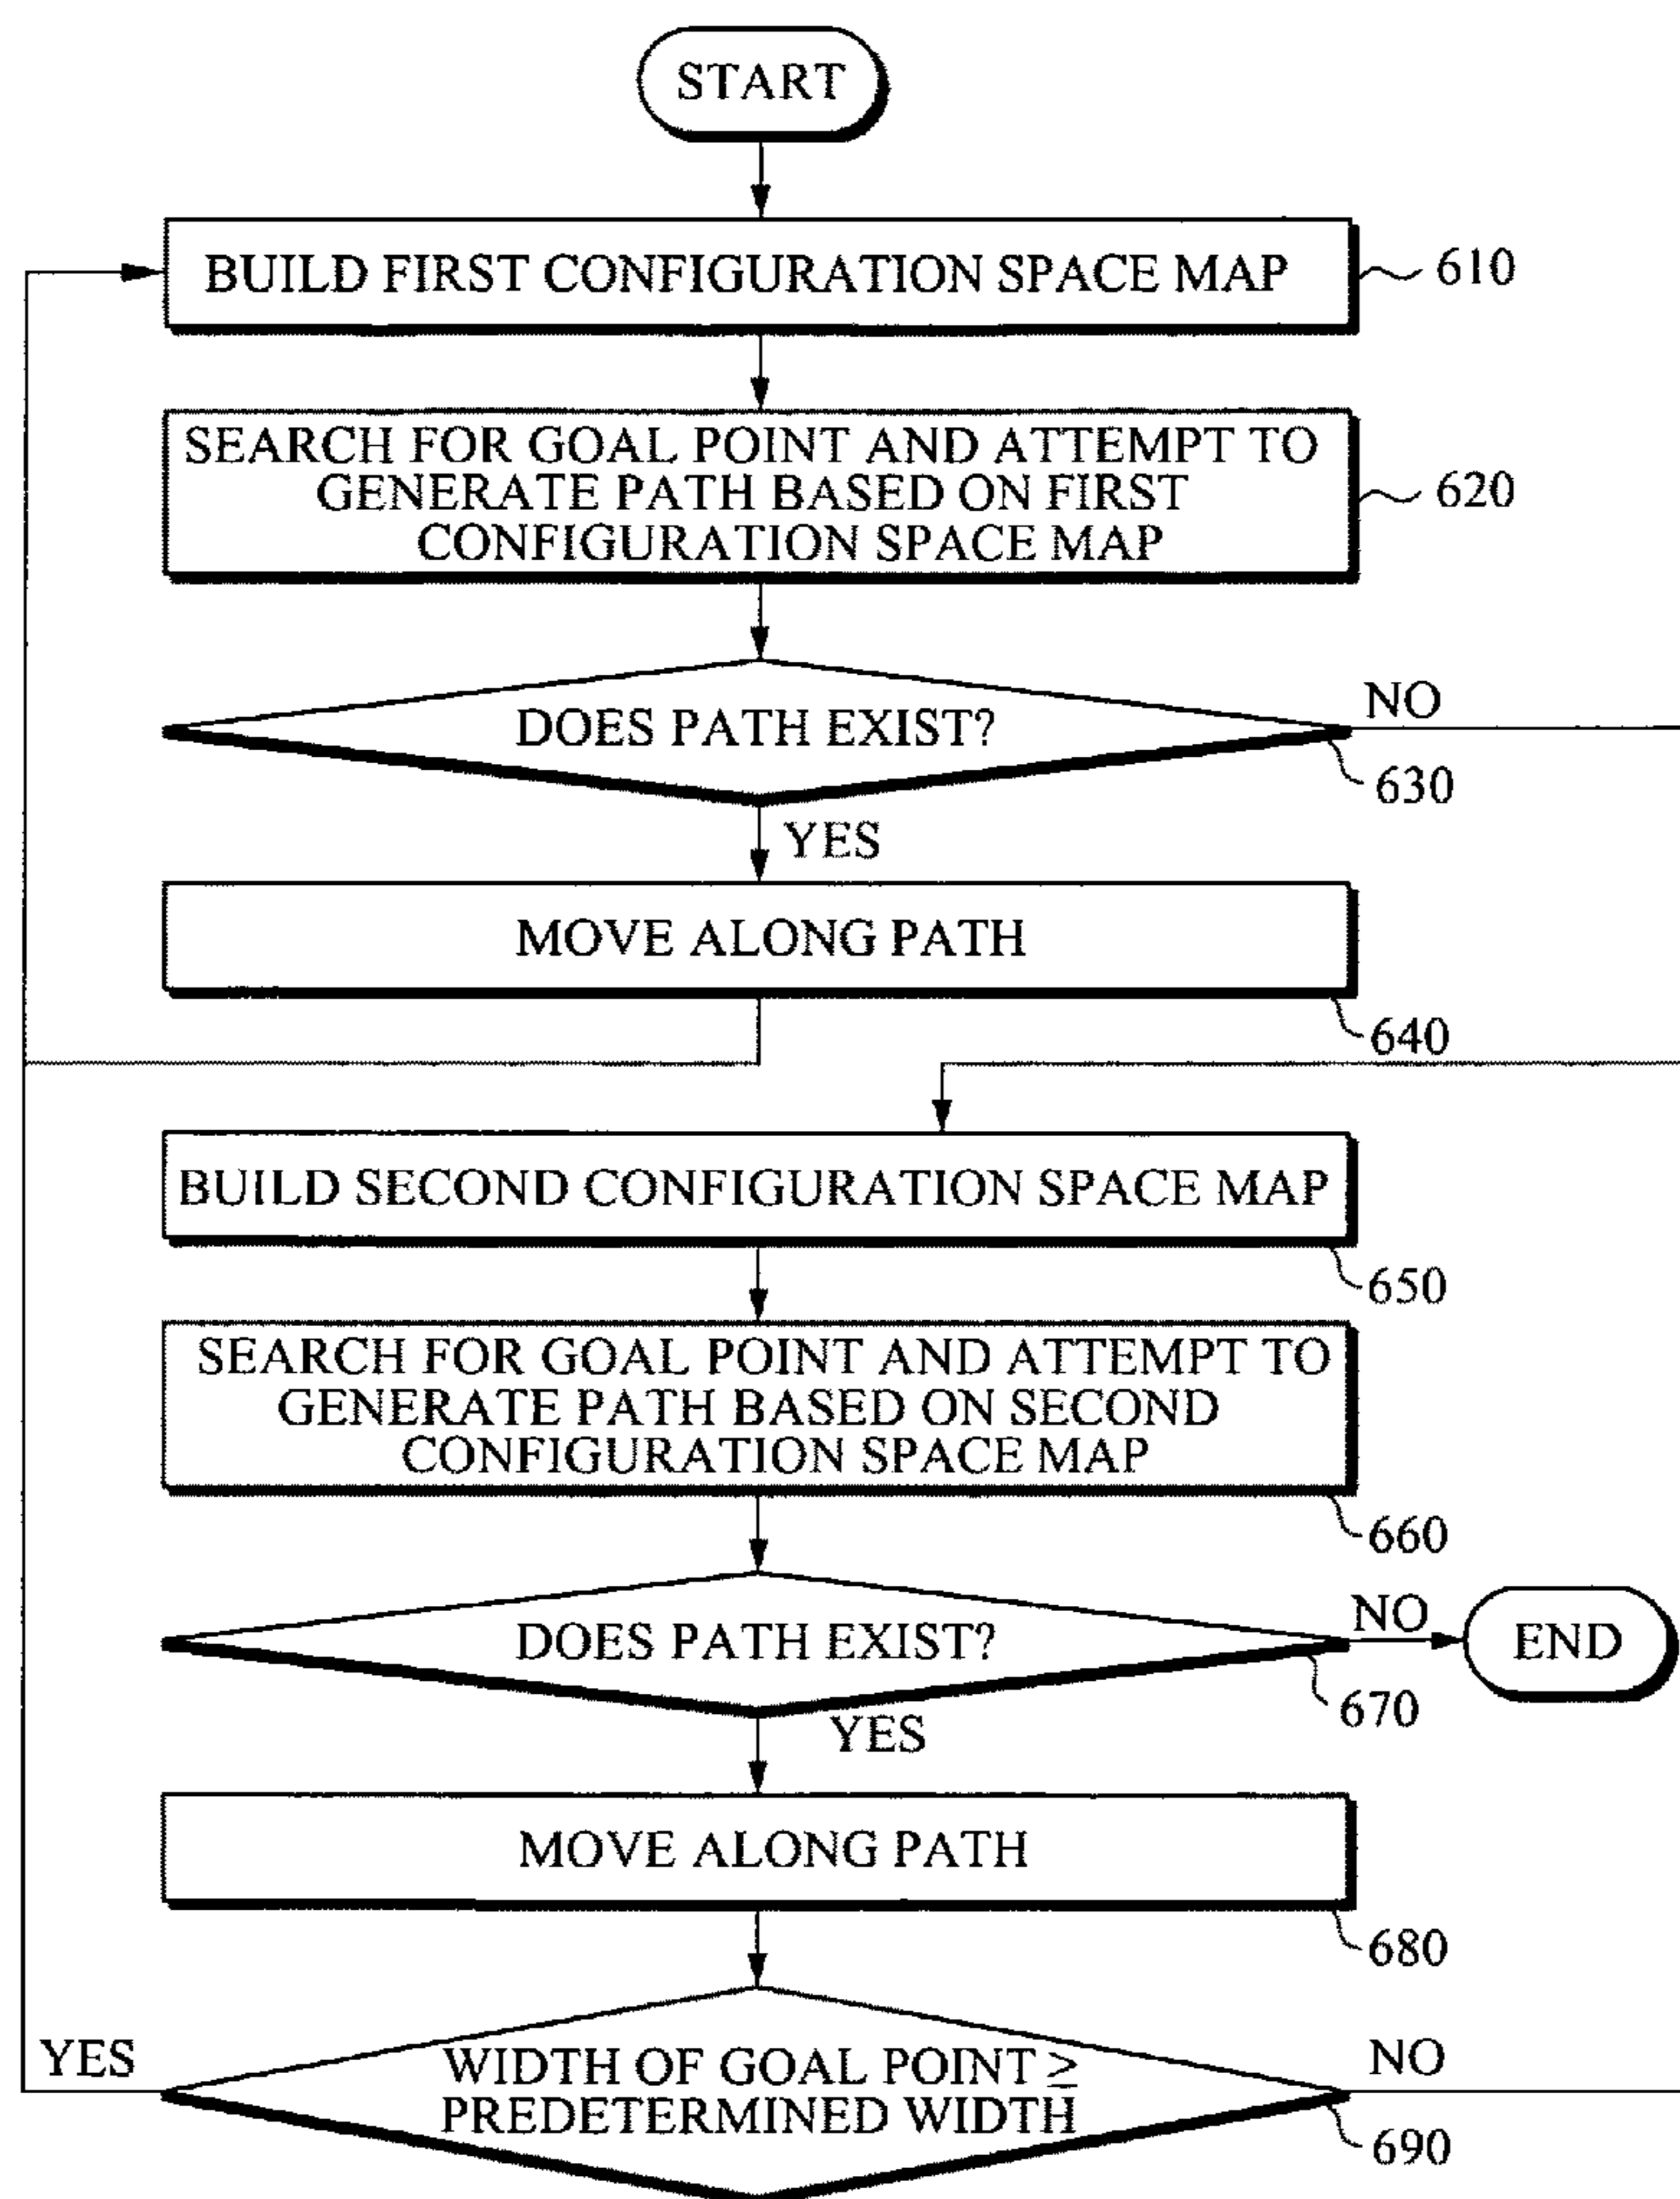 START
BUILD FIRST CONFIGURATION SPACE MAP
610
SEARCH FOR GOAL POINT AND ATTEMPT TO
GENERATE PATH BASED ON FIRST
CONFIGURATION SPACE MAP
620
DOES PATH EXIST?
NO
630
YES
MOVE ALONG PATH
640
BUILD SECOND CONFIGURATION SPACE MAP
650
SEARCH FOR GOAL POINT AND ATTEMPT TO
GENERATE PATH BASED ON SECOND
CONFIGURATION SPACE MAP
660
DOES PATH EXIST?
NO
END
670
YES
MOVE ALONG PATH
680
YES
WIDTH OF GOAL POINT ≥
PREDETERMINED WIDTH
NO
690